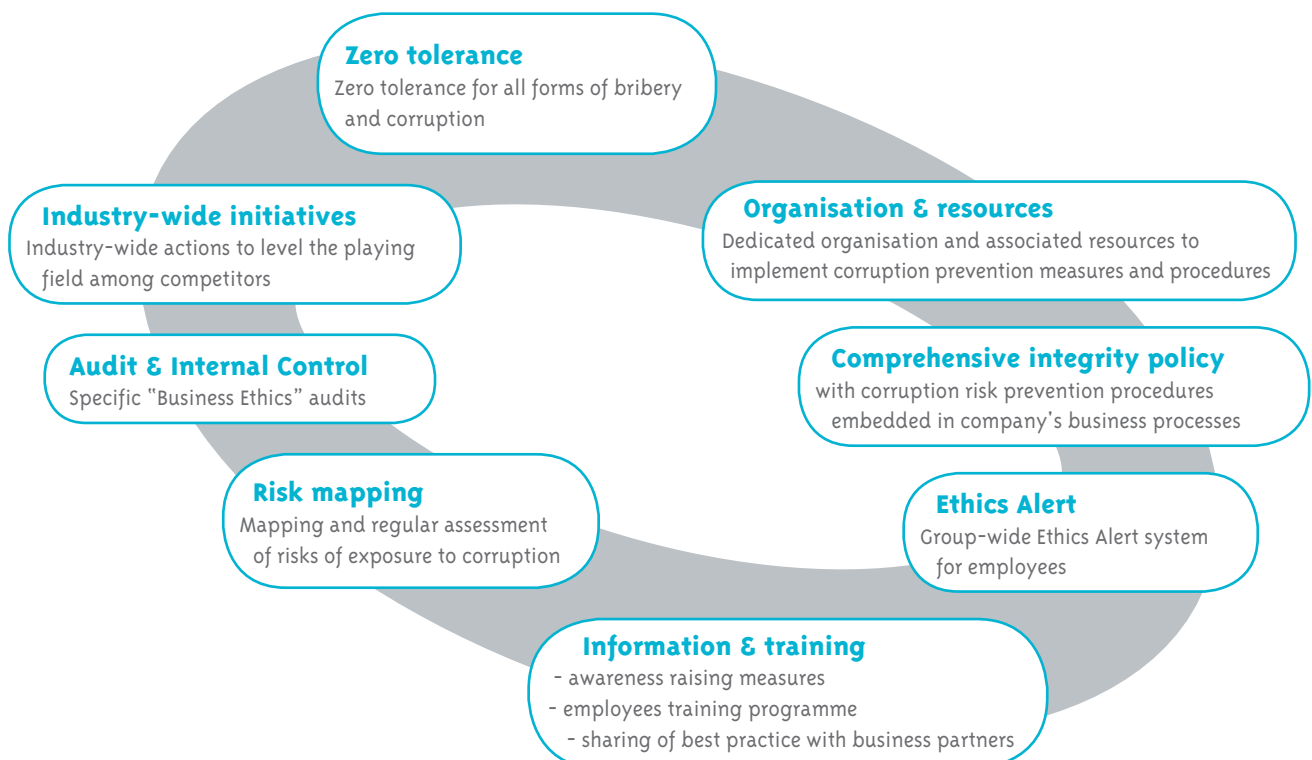 Zero tolerance
Zero tolerance for all forms of bribery
and corruption
Industry-wide initiatives
Industry-wide actions to level the playing
field among competitors
Organisation & resources
Dedicated organisation and associated resources to
implement corruption prevention measures and procedures
Audit & Internal Control
Specific “Business Ethics” audits
Comprehensive integrity policy
with corruption risk prevention procedures
embedded in company's business processes
Risk mapping
Mapping and regular assessment
of risks of exposure to corruption
Ethics Alert
Group-wide Ethics Alert system
for employees
Information & training
- awareness raising measures
- employees training programme
- sharing of best practice with business partners